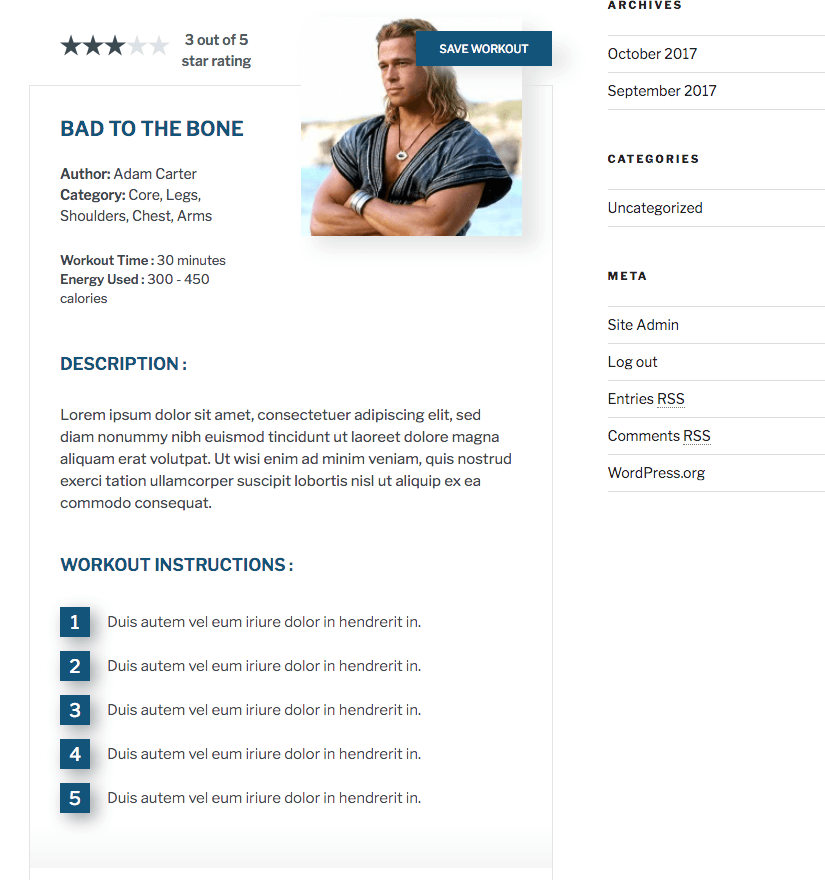 3 out of 5
star rating
SAVE WORKOUT
BAD TO THE BONE
Author: Adam Carter
Category: Core, Legs,
Shoulders, Chest, Arms
Workout Time : 30 minutes
Energy Used : 300 - 450
calories
DESCRIPTION :
Lorem ipsum dolor sit amet, consectetuer adipiscing elit, sed
diam nonummy nibh euismod tincidunt ut laoreet dolore magna
aliquam erat volutpat. Ut wisi enim ad minim veniam, quis nostrud
exerci tation ullamcorper suscipit lobortis nisl ut aliquip ex ea
commodo consequat.
WORKOUT INSTRUCTIONS :
1 Duis autem vel eum iriure dolor in hendrerit in.
2 Duis autem vel eum iriure dolor in hendrerit in.
3 Duis autem vel eum iriure dolor in hendrerit in.
4 Duis autem vel eum iriure dolor in hendrerit in.
5 Duis autem vel eum iriure dolor in hendrerit in.
ARCHIVES
October 2017
September 2017
CATEGORIES
Uncategorized
META
Site Admin
Log out
Entries RSS
Comments RSS
WordPress.org